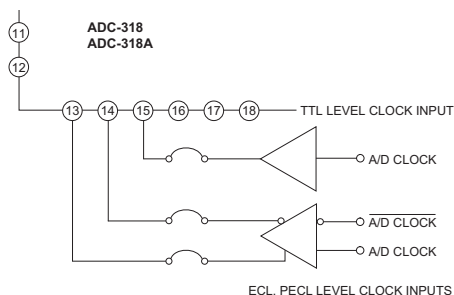 11
ADC-318
ADC-318A
12
13 14 15 16 17 18 TTL LEVEL CLOCK INPUT
A/D CLOCK
A/D CLOCK
A/D CLOCK
ECL, PECL LEVEL CLOCK INPUTS